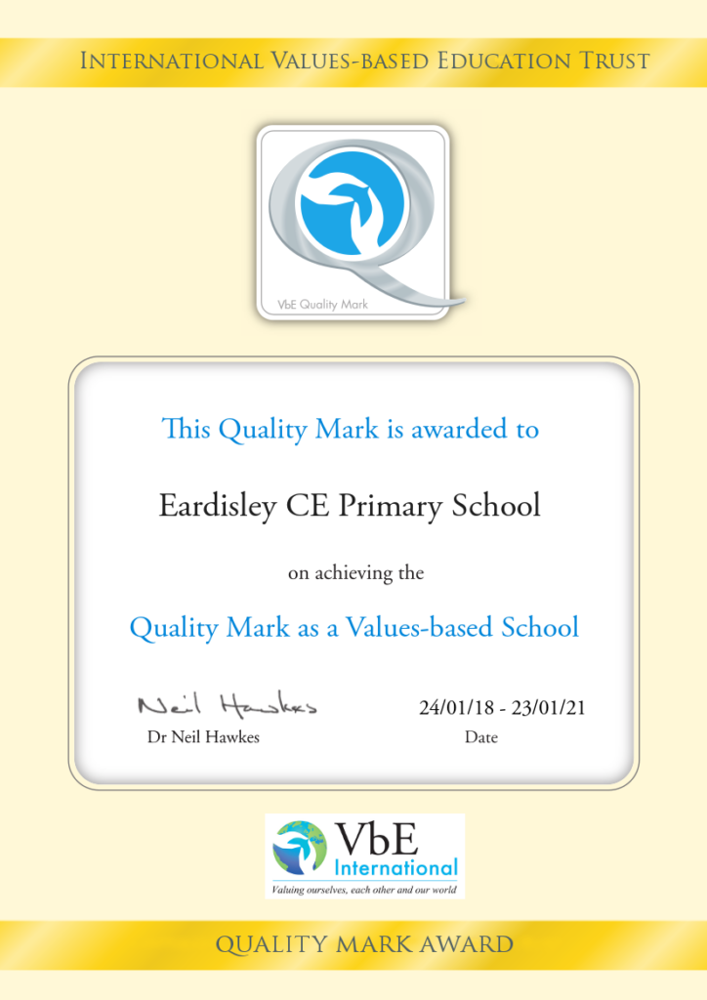 INTERNATIONAL VALUES-BASED EDUCATION TRUST
VbE Quality Mark
This Quality Mark is awarded to
Eardisley CE Primary School
on achieving the
Quality Mark as a Values-based School
Neil Hawkes
24/01/18 - 23/01/21
Dr Neil Hawkes
Date
VbE
International
Valuing ourselves, each other and our world
QUALITY MARK AWARD